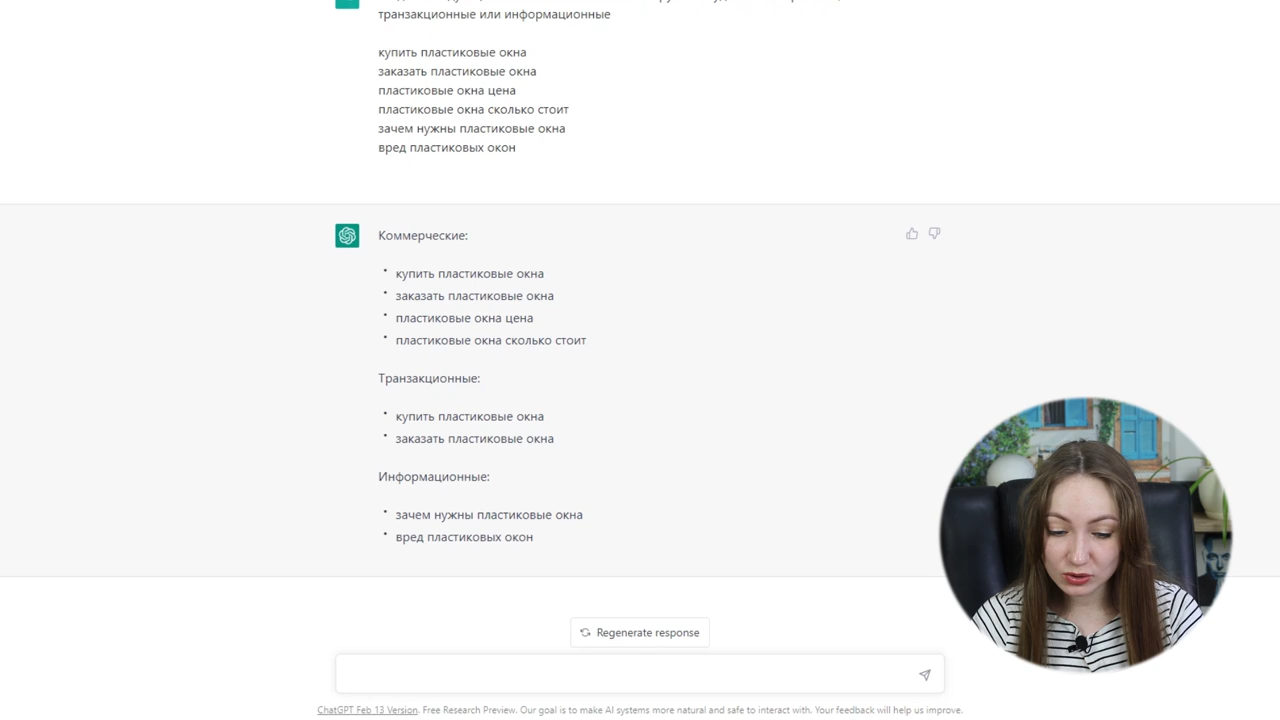 транзакционные или информационные
купить пластиковые окна
заказать пластиковые окна
пластиковые окна цена
пластиковые окна сколько стоит
зачем нужны пластиковые окна
вред пластиковых окон
Коммерческие:
• купить пластиковые окна
• заказать пластиковые окна
• пластиковые окна цена
• пластиковые окна сколько стоит
Транзакционные:
• купить пластиковые окна
• заказать пластиковые окна
Информационные:
• зачем нужны пластиковые окна
• вред пластиковых окон
Regenerate response
ChatGPT Feb 13 Version. Free Research Preview. Our goal is to make AI systems more natural and safe to interact with. Your feedback will help us improve.